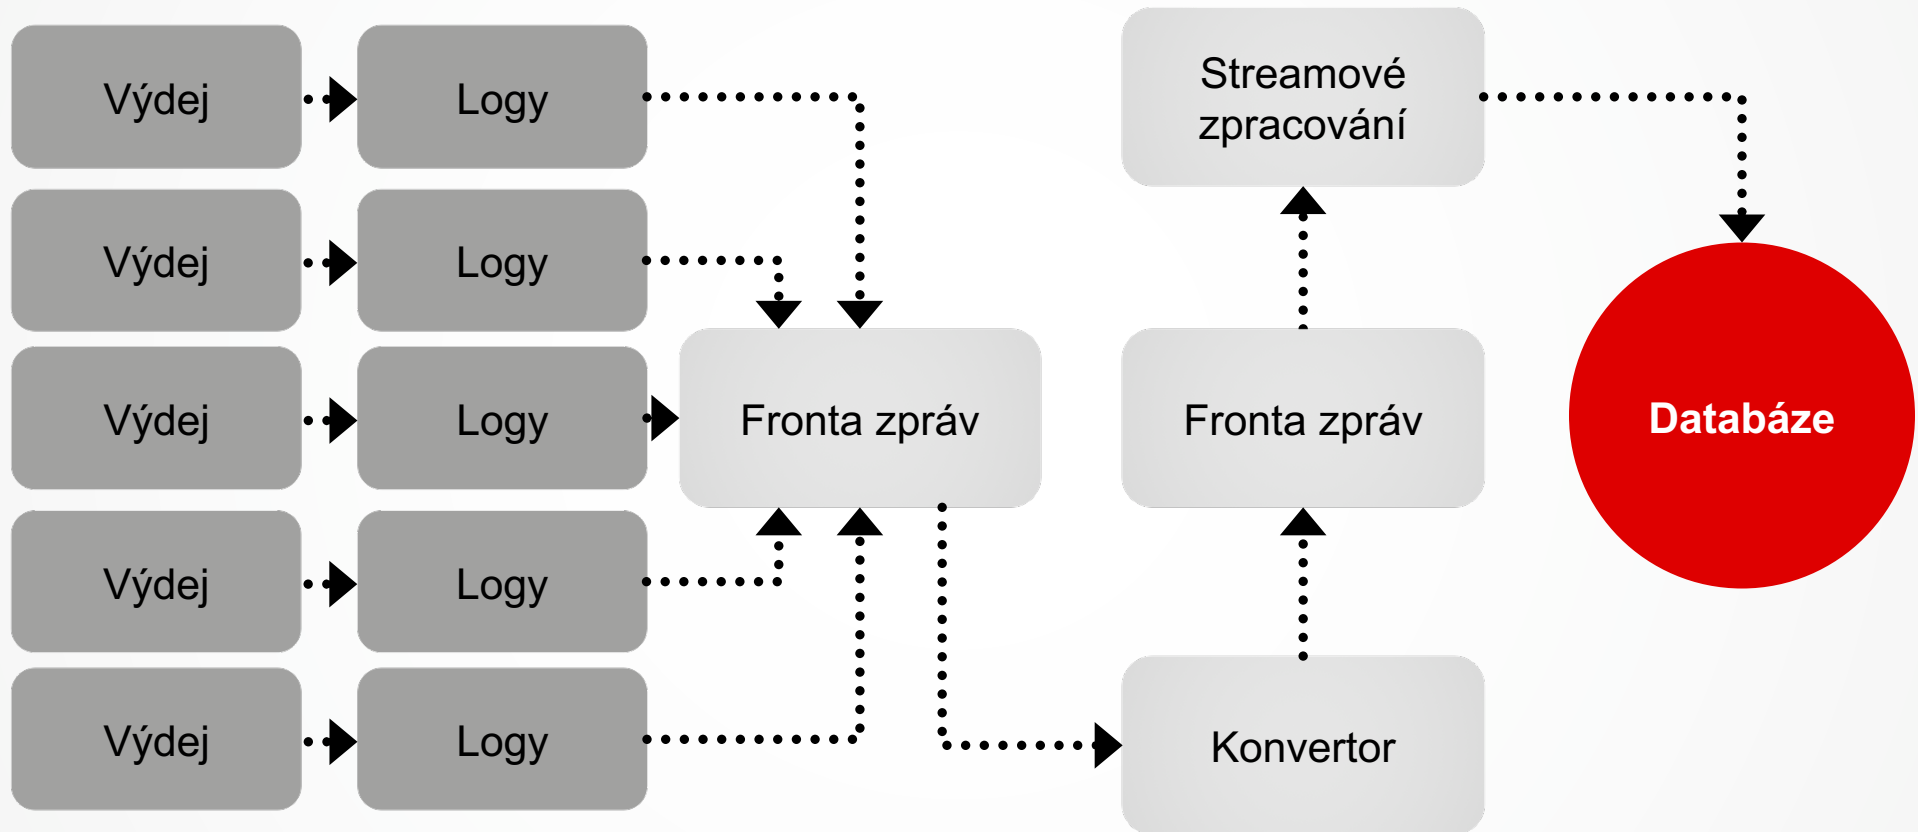 Výdej
Logy
Streamové
zpracování
Výdej
Logy
Výdej
Logy
Fronta zpráv
Fronta zpráv
Databáze
Výdej
Logy
Výdej
Logy
Konvertor